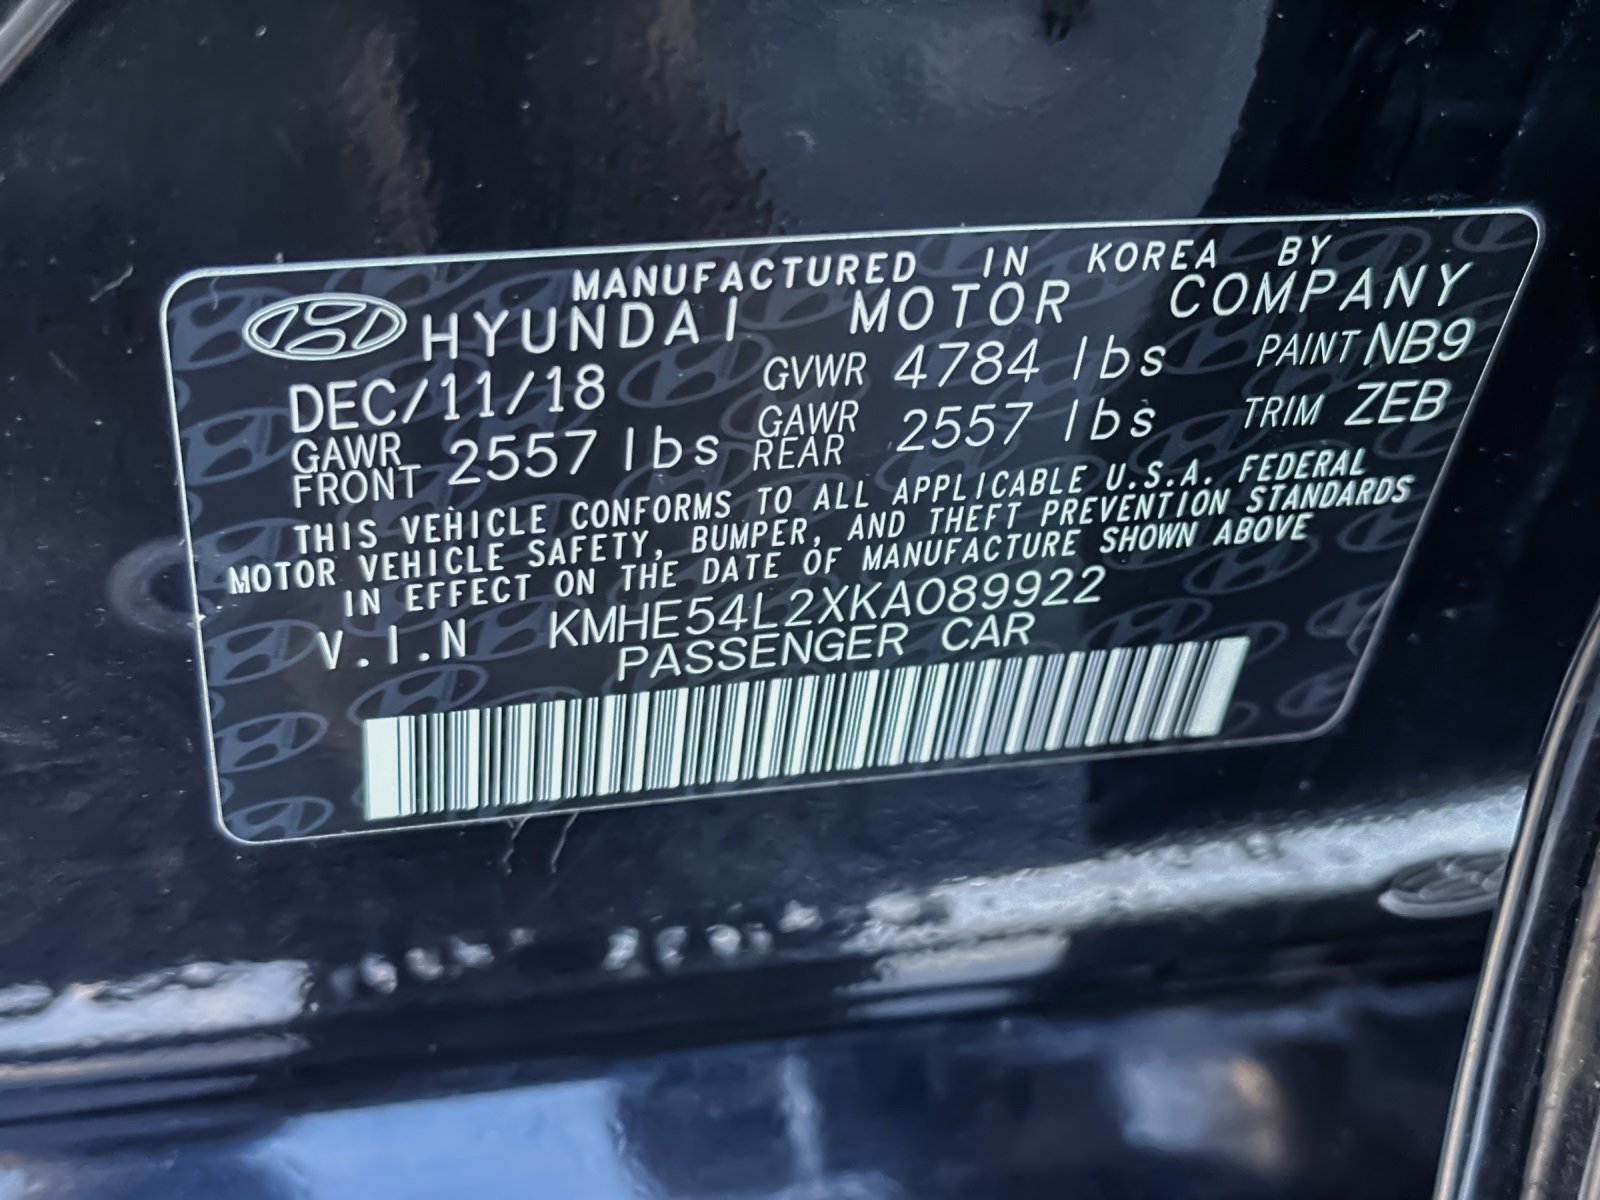 MANUFACTURED IN KOREA BY
HYUNDAI MOTOR COMPANY
DEC/11/18 GVWR 4784 lbs PAINT NB9
GAWR FRONT 2557 lbs GAWR REAR 2557 lbs TRIM ZEB
THIS VEHICLE CONFORMS TO ALL APPLICABLE U.S.A. FEDERAL
MOTOR VEHICLE SAFETY, BUMPER, AND THEFT PREVENTION STANDARDS
IN EFFECT ON THE DATE OF MANUFACTURE SHOWN ABOVE
V.I.N KMHE54L2XKA089922
PASSENGER CAR